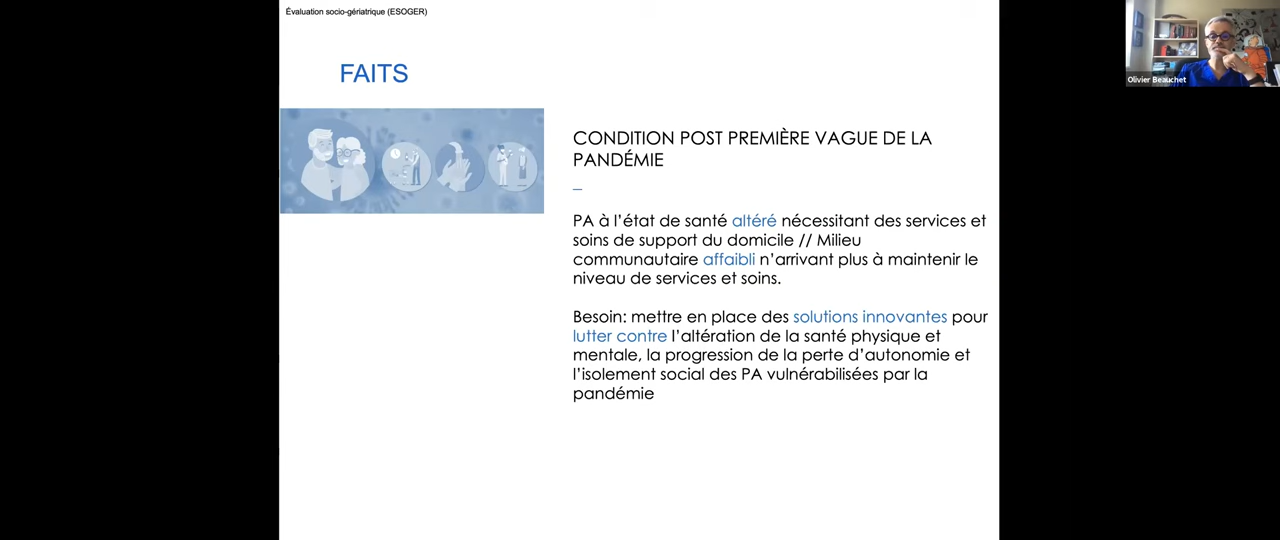 Évaluation socio-gériatrique (ESOGER)
FAITS
CONDITION POST PREMIÈRE VAGUE DE LA
PANDÉMIE
_
PA à l'état de santé altéré nécessitant des services et
soins de support du domicile // Milieu
communautaire affaibli n'arrivant plus à maintenir le
niveau de services et soins.
Besoin: mettre en place des solutions innovantes pour
lutter contre l'altération de la santé physique et
mentale, la progression de la perte d'autonomie et
l'isolement social des PA vulnérabilisées par la
pandémie
Olivier Beauchet